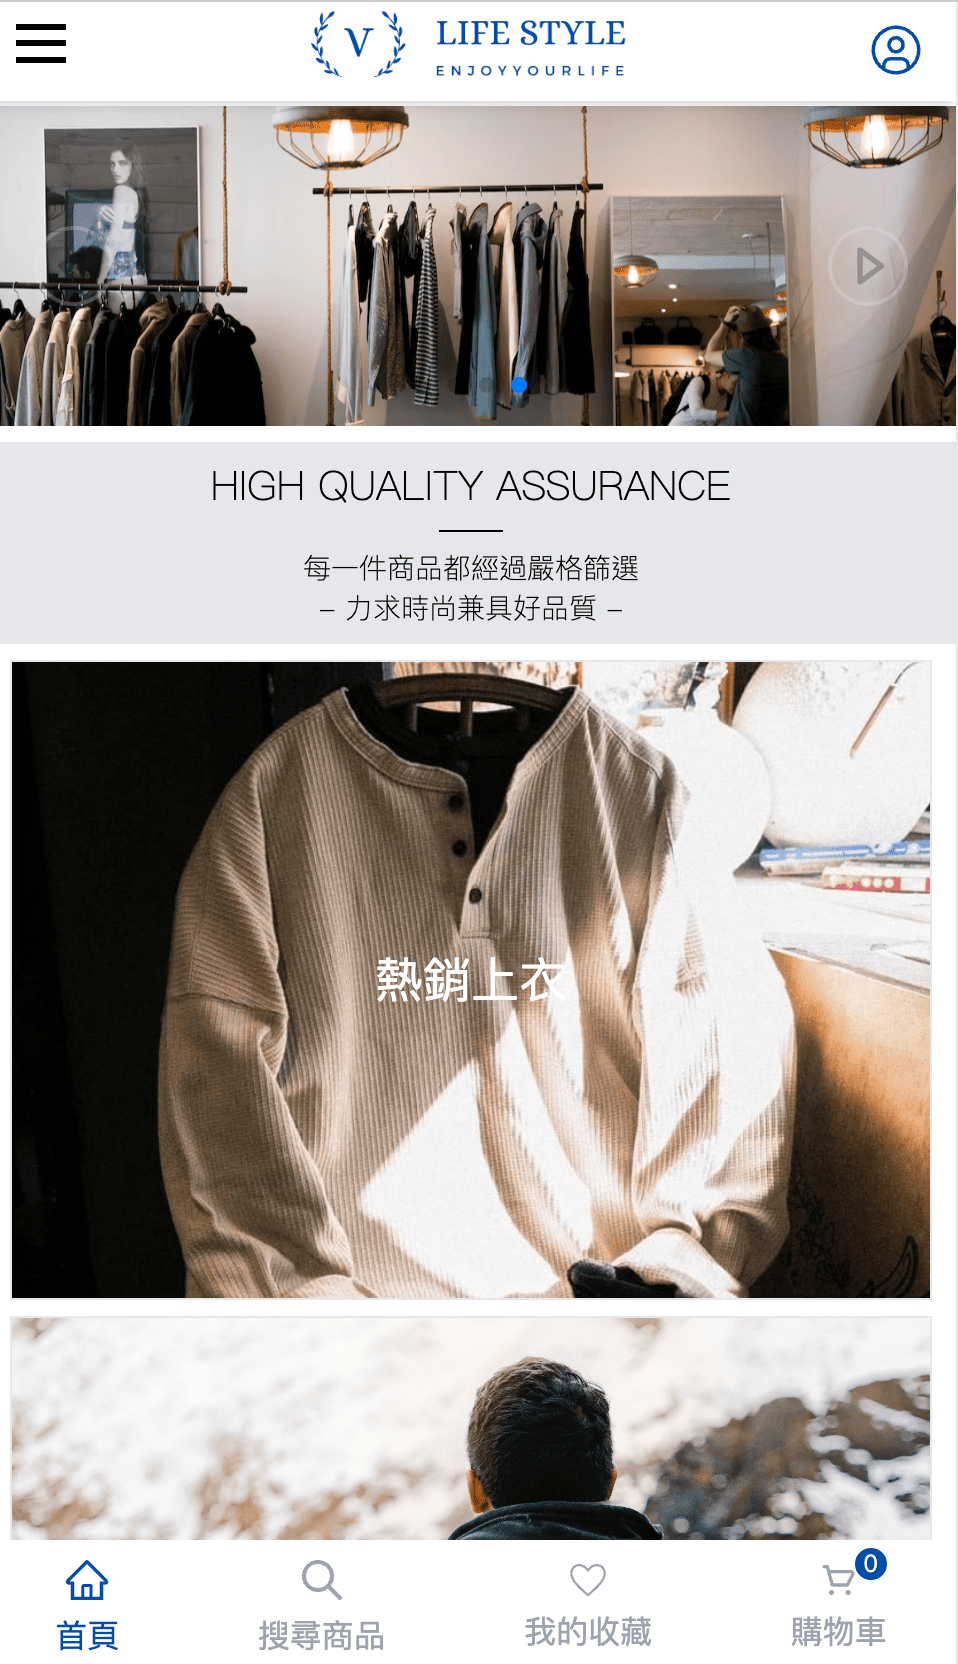 V
LIFE STYLE
ENJOYYOURLIFE
HIGH QUALITY ASSURANCE
每一件商品都經過嚴格篩選
– 力求時尚兼具好品質 –
熱銷上衣
0
首頁
搜尋商品
我的收藏
購物車